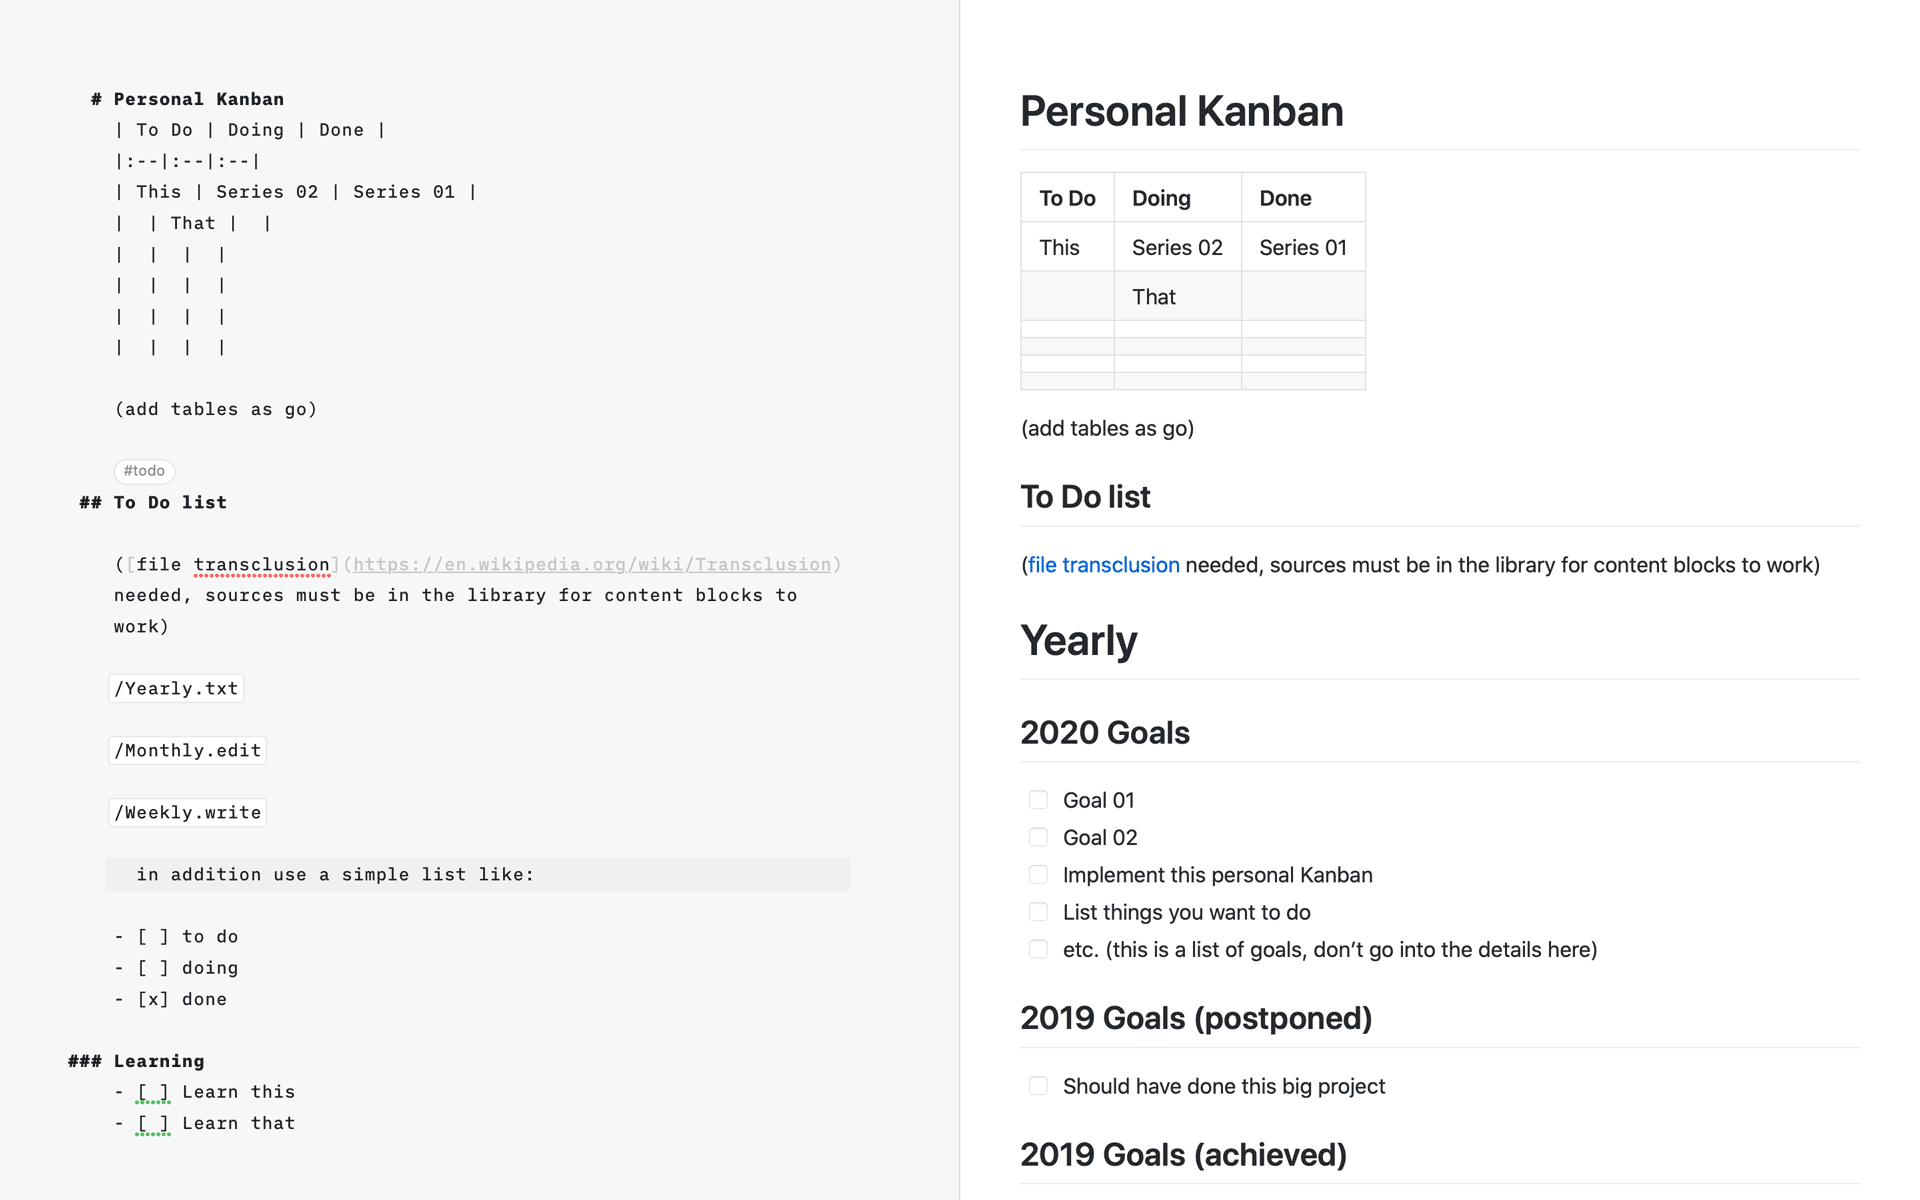 # Personal Kanban
| To Do | Doing | Done |
|:--|:--|:--|
| This | Series 02 | Series 01 |
|  | That |  |
|  |  |  |
|  |  |  |
|  |  |  |
|  |  |  |
(add tables as go)
#todo
## To Do list
([file transclusion](https://en.wikipedia.org/wiki/Transclusion)
needed, sources must be in the library for content blocks to
work)
/Yearly.txt
/Monthly.edit
/Weekly.write
in addition use a simple list like:
- [ ] to do
- [ ] doing
- [x] done
### Learning
- [ ] Learn this
- [ ] Learn that
Personal Kanban
To Do Doing Done
This Series 02 Series 01
That
(add tables as go)
To Do list
(file transclusion needed, sources must be in the library for content blocks to work)
Yearly
2020 Goals
Goal 01
Goal 02
Implement this personal Kanban
List things you want to do
etc. (this is a list of goals, don’t go into the details here)
2019 Goals (postponed)
Should have done this big project
2019 Goals (achieved)